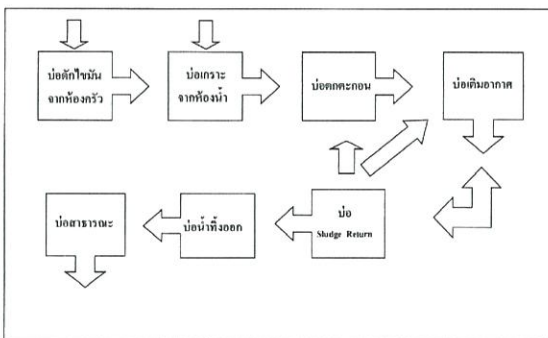 บ่อดักไขมัน
จากห้องครัว
บ่อเกราะ
จากห้องน้ำ
บ่อตกตะกอน
บ่อเติมอากาศ
บ่อสาธารณะ
บ่อน้ำทิ้งออก
บ่อ
Sludge Return